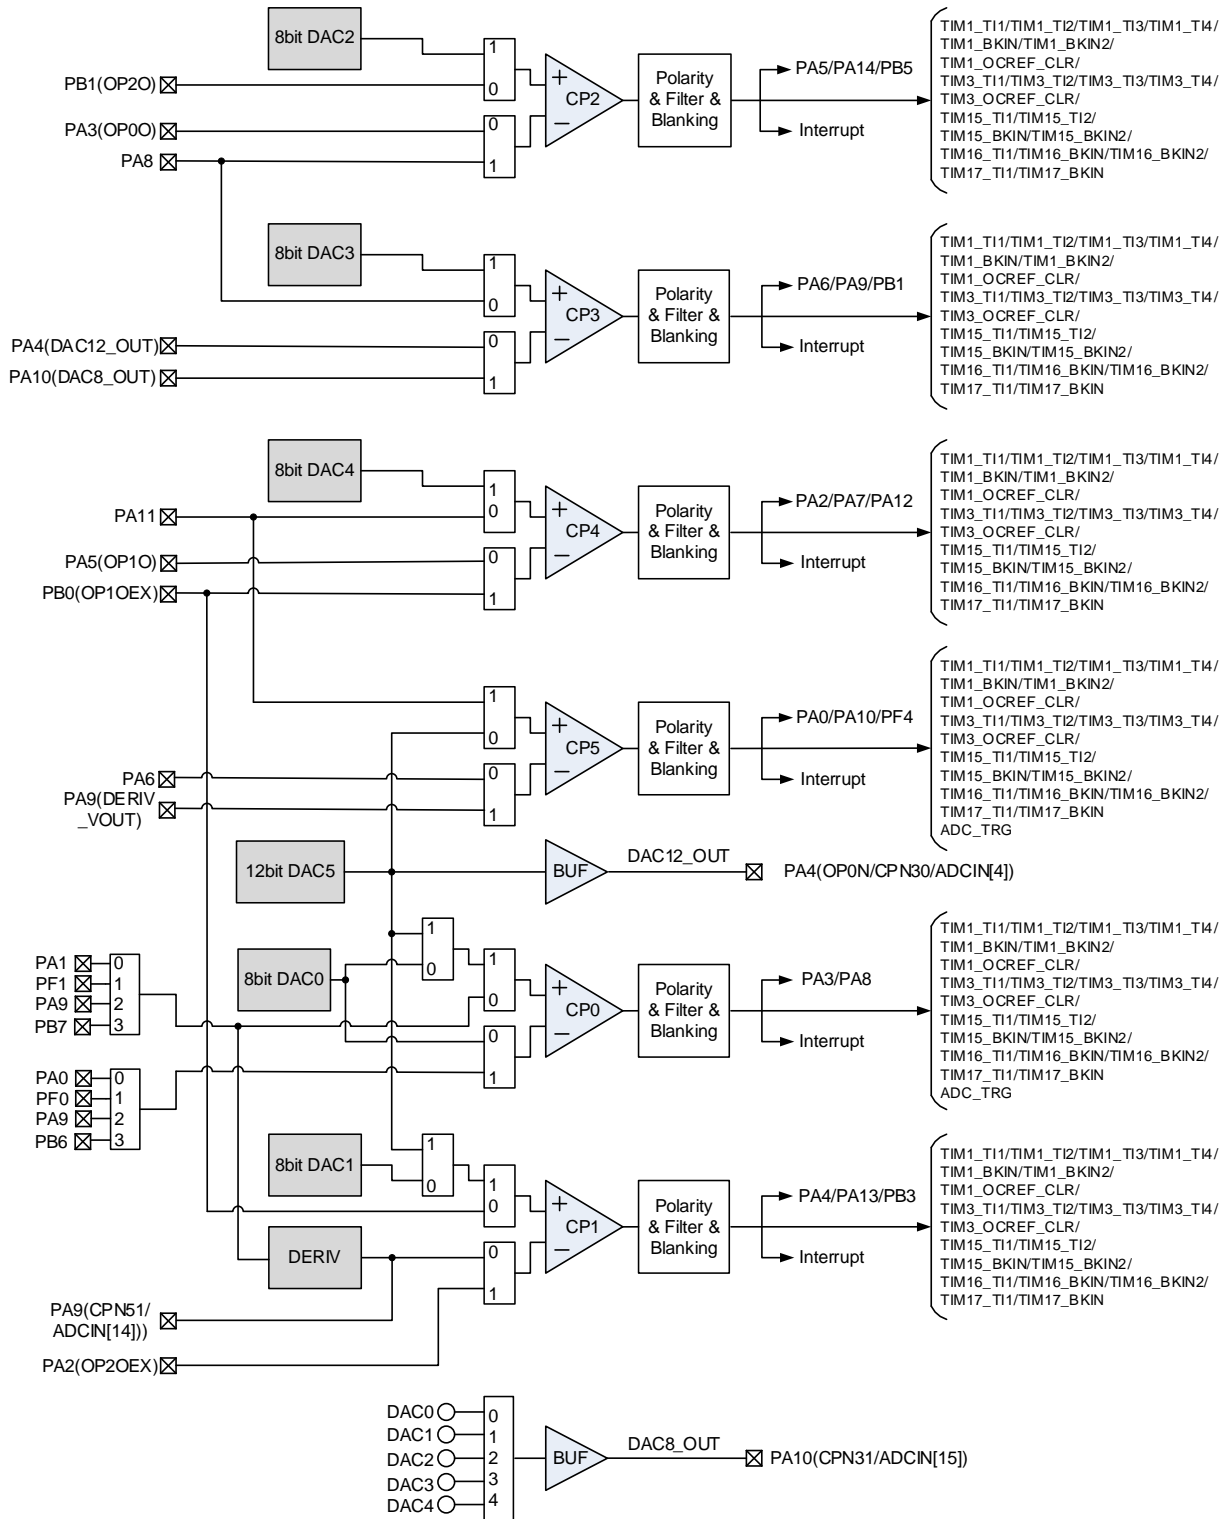 8bit DAC2
1
0
PB1(OP2O)
PA3(OP0O)
0
PA8
1
+
CP2
−
Polarity
& Filter &
Blanking
PA5/PA14/PB5
Interrupt
TIM1_TI1/TIM1_TI2/TIM1_TI3/TIM1_TI4/
TIM1_BKIN/TIM1_BKIN2/
TIM1_OCREF_CLR/
TIM3_TI1/TIM3_TI2/TIM3_TI3/TIM3_TI4/
TIM3_OCREF_CLR/
TIM15_TI1/TIM15_TI2/
TIM15_BKIN/TIM15_BKIN2/
TIM16_TI1/TIM16_BKIN/TIM16_BKIN2/
TIM17_TI1/TIM17_BKIN
8bit DAC3
1
0
PA4(DAC12_OUT)
0
PA10(DAC8_OUT)
1
+
CP3
−
Polarity
& Filter &
Blanking
PA6/PA9/PB1
Interrupt
TIM1_TI1/TIM1_TI2/TIM1_TI3/TIM1_TI4/
TIM1_BKIN/TIM1_BKIN2/
TIM1_OCREF_CLR/
TIM3_TI1/TIM3_TI2/TIM3_TI3/TIM3_TI4/
TIM3_OCREF_CLR/
TIM15_TI1/TIM15_TI2/
TIM15_BKIN/TIM15_BKIN2/
TIM16_TI1/TIM16_BKIN/TIM16_BKIN2/
TIM17_TI1/TIM17_BKIN
8bit DAC4
1
PA11
0
PA5(OP1O)
0
PB0(OP1OEX)
1
+
CP4
−
Polarity
& Filter &
Blanking
PA2/PA7/PA12
Interrupt
TIM1_TI1/TIM1_TI2/TIM1_TI3/TIM1_TI4/
TIM1_BKIN/TIM1_BKIN2/
TIM1_OCREF_CLR/
TIM3_TI1/TIM3_TI2/TIM3_TI3/TIM3_TI4/
TIM3_OCREF_CLR/
TIM15_TI1/TIM15_TI2/
TIM15_BKIN/TIM15_BKIN2/
TIM16_TI1/TIM16_BKIN/TIM16_BKIN2/
TIM17_TI1/TIM17_BKIN
1
0
PA6
0
PA9(DERIV
_VOUT)
1
+
CP5
−
Polarity
& Filter &
Blanking
PA0/PA10/PF4
Interrupt
TIM1_TI1/TIM1_TI2/TIM1_TI3/TIM1_TI4/
TIM1_BKIN/TIM1_BKIN2/
TIM1_OCREF_CLR/
TIM3_TI1/TIM3_TI2/TIM3_TI3/TIM3_TI4/
TIM3_OCREF_CLR/
TIM15_TI1/TIM15_TI2/
TIM15_BKIN/TIM15_BKIN2/
TIM16_TI1/TIM16_BKIN/TIM16_BKIN2/
TIM17_TI1/TIM17_BKIN
ADC_TRG
12bit DAC5
BUF
DAC12_OUT
PA4(OP0N/CPN30/ADCIN[4])
PA1
0
PF1
1
PA9
2
PB7
3
8bit DAC0
1
0
1
0
0
1
+
CP0
−
Polarity
& Filter &
Blanking
PA3/PA8
Interrupt
TIM1_TI1/TIM1_TI2/TIM1_TI3/TIM1_TI4/
TIM1_BKIN/TIM1_BKIN2/
TIM1_OCREF_CLR/
TIM3_TI1/TIM3_TI2/TIM3_TI3/TIM3_TI4/
TIM3_OCREF_CLR/
TIM15_TI1/TIM15_TI2/
TIM15_BKIN/TIM15_BKIN2/
TIM16_TI1/TIM16_BKIN/TIM16_BKIN2/
TIM17_TI1/TIM17_BKIN
ADC_TRG
PA0
0
PF0
1
PA9
2
PB6
3
8bit DAC1
1
0
1
0
DERIV
0
1
PA9(CPN51/
ADCIN[14]))
PA2(OP2OEX)
+
CP1
−
Polarity
& Filter &
Blanking
PA4/PA13/PB3
Interrupt
TIM1_TI1/TIM1_TI2/TIM1_TI3/TIM1_TI4/
TIM1_BKIN/TIM1_BKIN2/
TIM1_OCREF_CLR/
TIM3_TI1/TIM3_TI2/TIM3_TI3/TIM3_TI4/
TIM3_OCREF_CLR/
TIM15_TI1/TIM15_TI2/
TIM15_BKIN/TIM15_BKIN2/
TIM16_TI1/TIM16_BKIN/TIM16_BKIN2/
TIM17_TI1/TIM17_BKIN
DAC0
0
DAC1
1
DAC2
2
DAC3
3
DAC4
4
BUF
DAC8_OUT
PA10(CPN31/ADCIN[15])